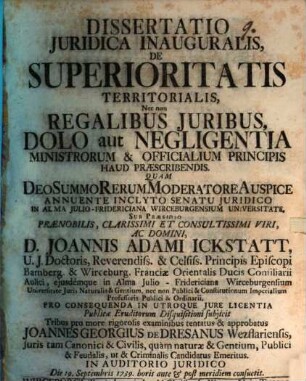 9.
DISSERTATIO
JURIDICA INAUGURALIS,
DE
SUPERIORITATIS
TERRITORIALIS,
Nec non
REGALIBUS JURIBUS,
DOLO aut NEGLIGENTIA
MINISTRORUM & OFFICIALIUM PRINCIPIS
HAUD PRÆSCRIBENDIS.
QUAM
DEO SUMMO RERUM MODERATORE AUSPICE
ANNUENTE INCLYTO SENATU JURIDICO
IN ALMA JULIO-FRIDERICIANA WIRCEBURGENSIUM UNIVERSITATE,
SUB PRÆSIDIO
PRÆNOBILIS, CLARISSIMI ET CONSULTISSIMI VIRI,
AC DOMINI,
D. JOANNIS ADAMI ICKSTATT,
U. J. Doctoris, Reverendiss. & Celsiss. Principis Episcopi
Bamberg. & Wirceburg. Franciæ Orientalis Ducis Consiliarii
Aulici, ejusdemque in Alma Julio - Fridericiana Wirceburgensium
Universitate Juris Naturalis & Gentium, nec non Publici & Constitutionum Imperialium
Professoris Publici & Ordinarii.
PRO CONSEQUENDA IN UTROQUE JURE LICENTIA
Publicæ Eruditorum Disquisitioni subjicit
Tribus pro more rigorosis examinibus tentatus & approbatus
JOANNES GEORGIUS DE DRESANUS Wezflariensis,
Juris tam Canonici & Civilis, quàm naturæ & Gentium, Publici
& Feudalis, ut & Criminalis Candidatus Emeritus.
IN AUDITORIO JURIDICO
Die 19. Septembris 1739. horis ante & post meridiem consuetis.